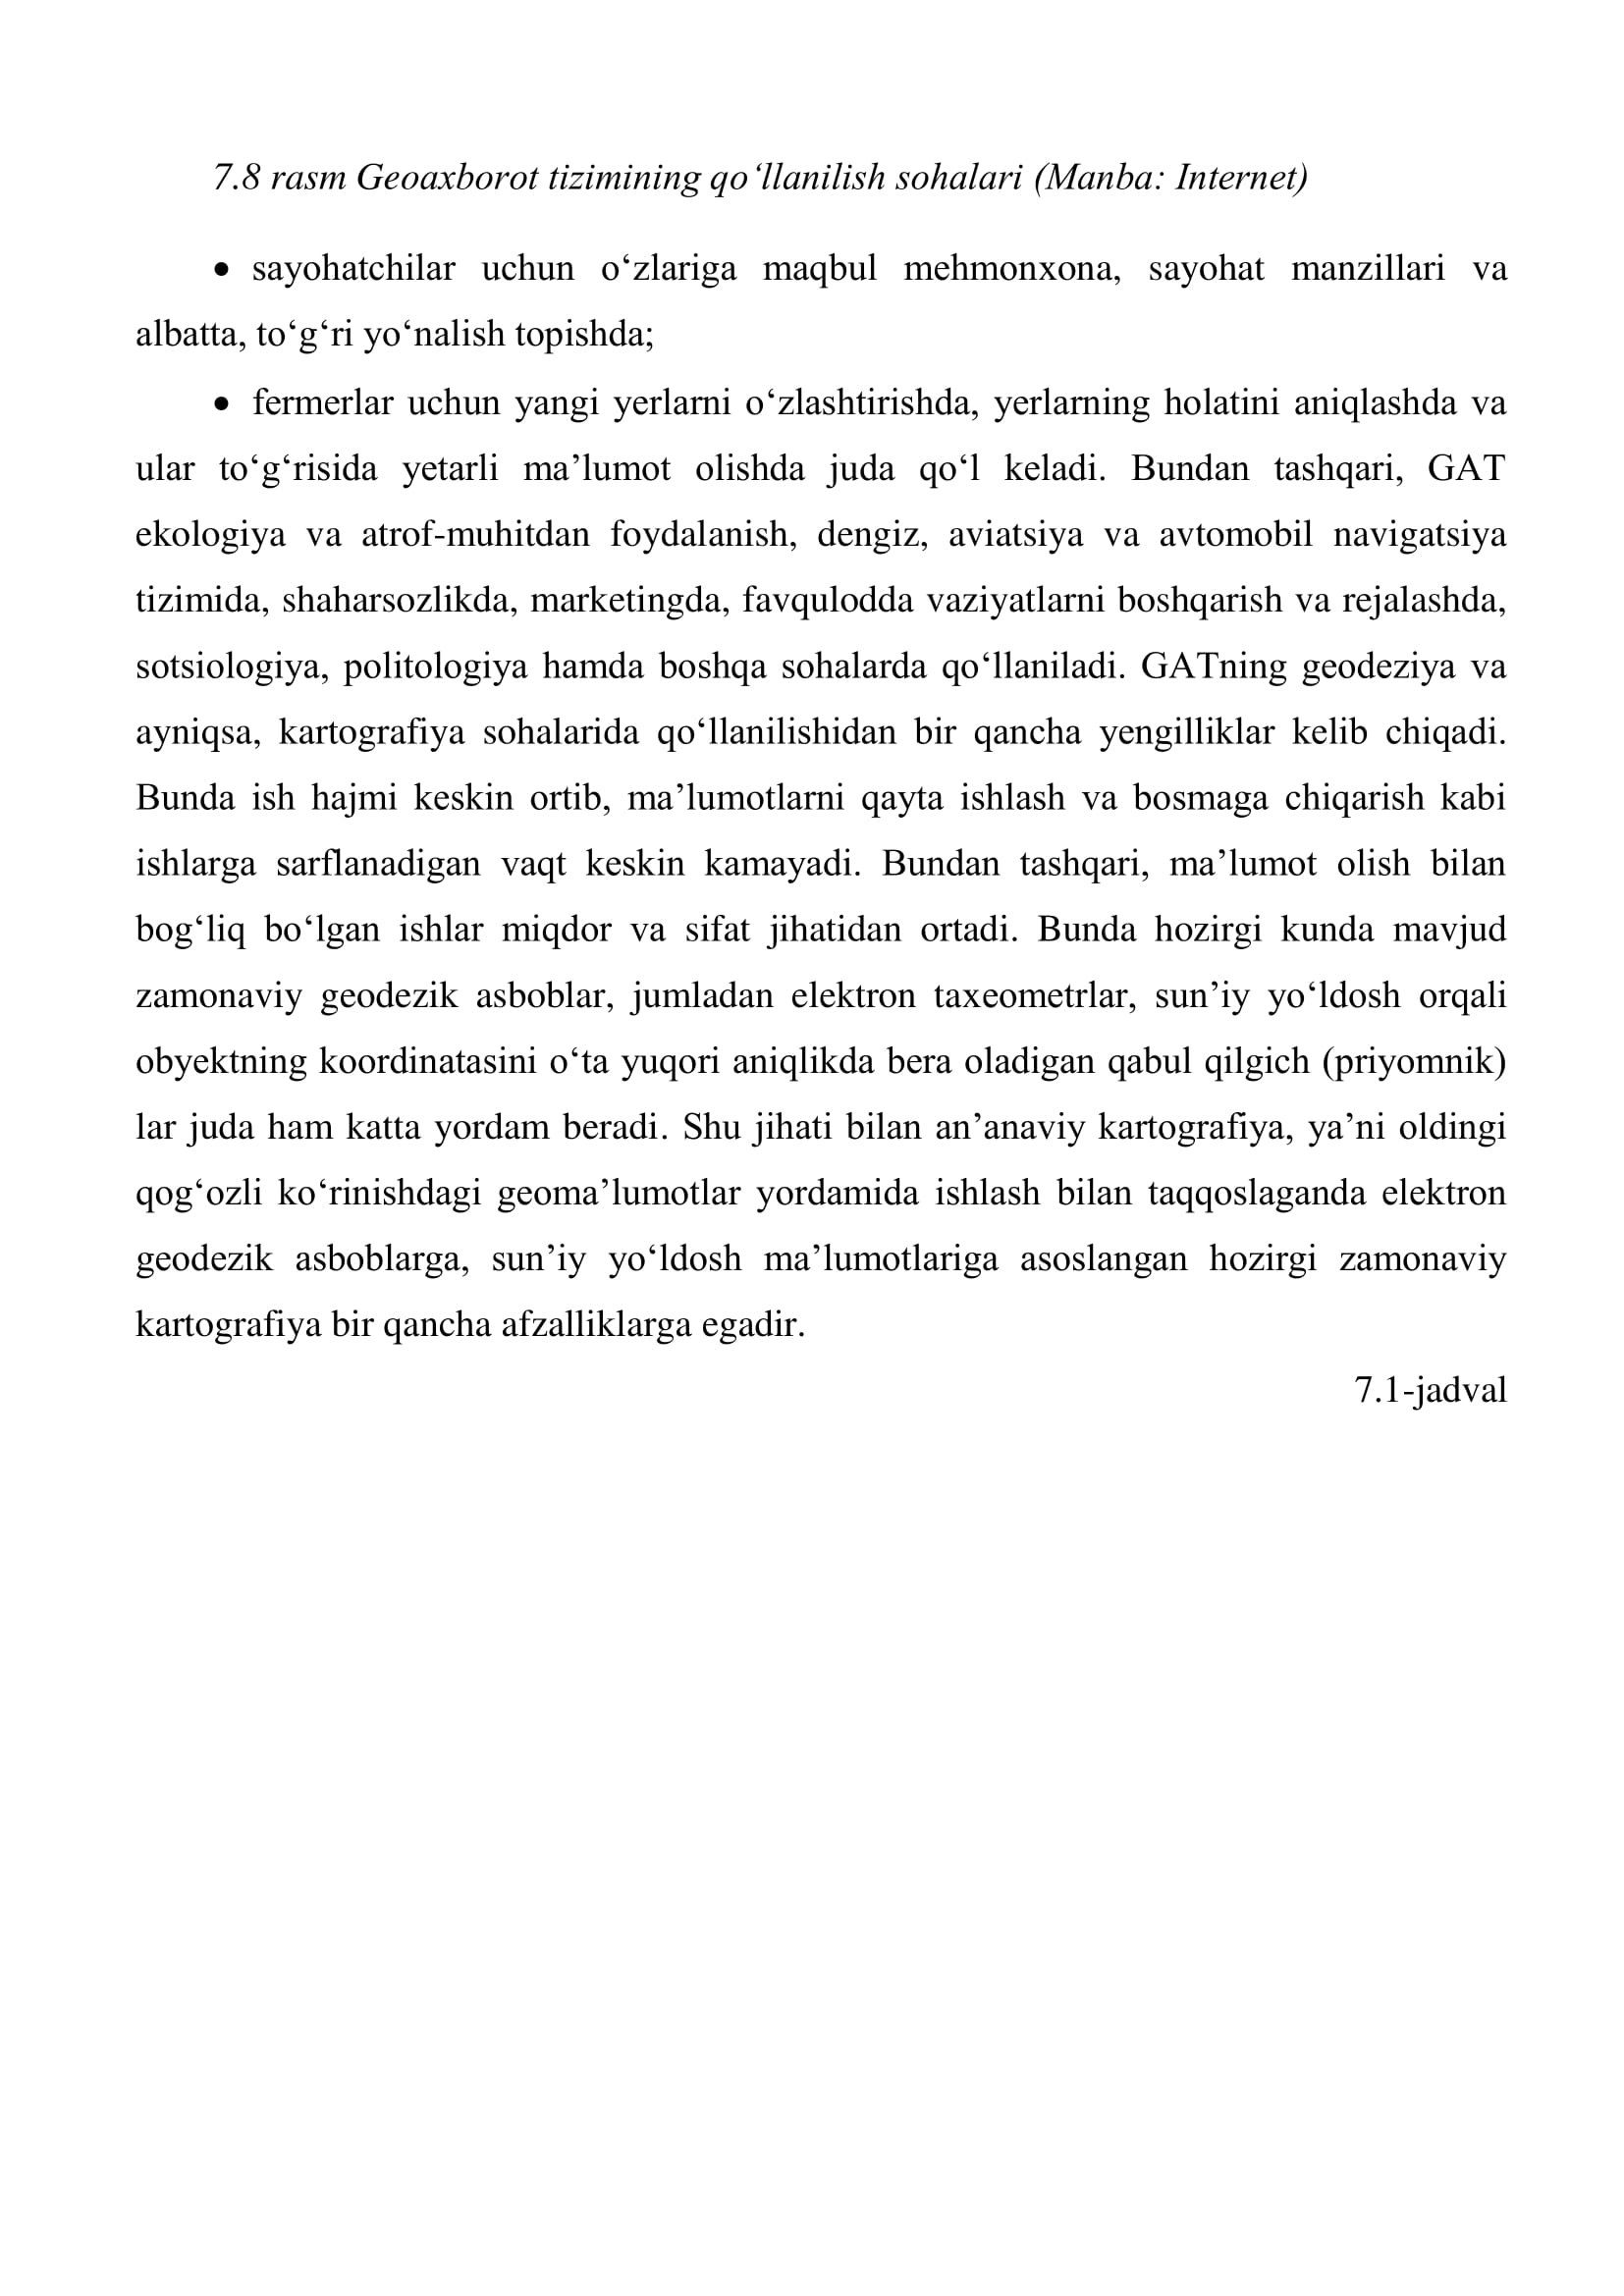 7.8 rasm Geoaxborot tizimining qo‘llanilish sohalari (Manba: Internet)
• sayohatchilar uchun o‘zlariga maqbul mehmonxona, sayohat manzillari va
albatta, to‘g‘ri yo‘nalish topishda;
• fermerlar uchun yangi yerlarni o‘zlashtirishda, yerlarning holatini aniqlashda va
ular to‘g‘risida yetarli ma’lumot olishda juda qo‘l keladi. Bundan tashqari, GAT
ekologiya va atrof-muhitdan foydalanish, dengiz, aviatsiya va avtomobil navigatsiya
tizimida, shaharsozlikda, marketingda, favqulodda vaziyatlarni boshqarish va rejalashda,
sotsiologiya, politologiya hamda boshqa sohalarda qo‘llaniladi. GATning geodeziya va
ayniqsa, kartografiya sohalarida qo‘llanilishidan bir qancha yengilliklar kelib chiqadi.
Bunda ish hajmi keskin ortib, ma’lumotlarni qayta ishlash va bosmaga chiqarish kabi
ishlarga sarflanadigan vaqt keskin kamayadi. Bundan tashqari, ma’lumot olish bilan
bog‘liq bo‘lgan ishlar miqdor va sifat jihatidan ortadi. Bunda hozirgi kunda mavjud
zamonaviy geodezik asboblar, jumladan elektron taxeometrlar, sun’iy yo‘ldosh orqali
obyektning koordinatasini o‘ta yuqori aniqlikda bera oladigan qabul qilgich (priyomnik)
lar juda ham katta yordam beradi. Shu jihati bilan an’anaviy kartografiya, ya’ni oldingi
qog‘ozli ko‘rinishdagi geoma’lumotlar yordamida ishlash bilan taqqoslaganda elektron
geodezik asboblarga, sun’iy yo‘ldosh ma’lumotlariga asoslangan hozirgi zamonaviy
kartografiya bir qancha afzalliklarga egadir.
7.1-jadval